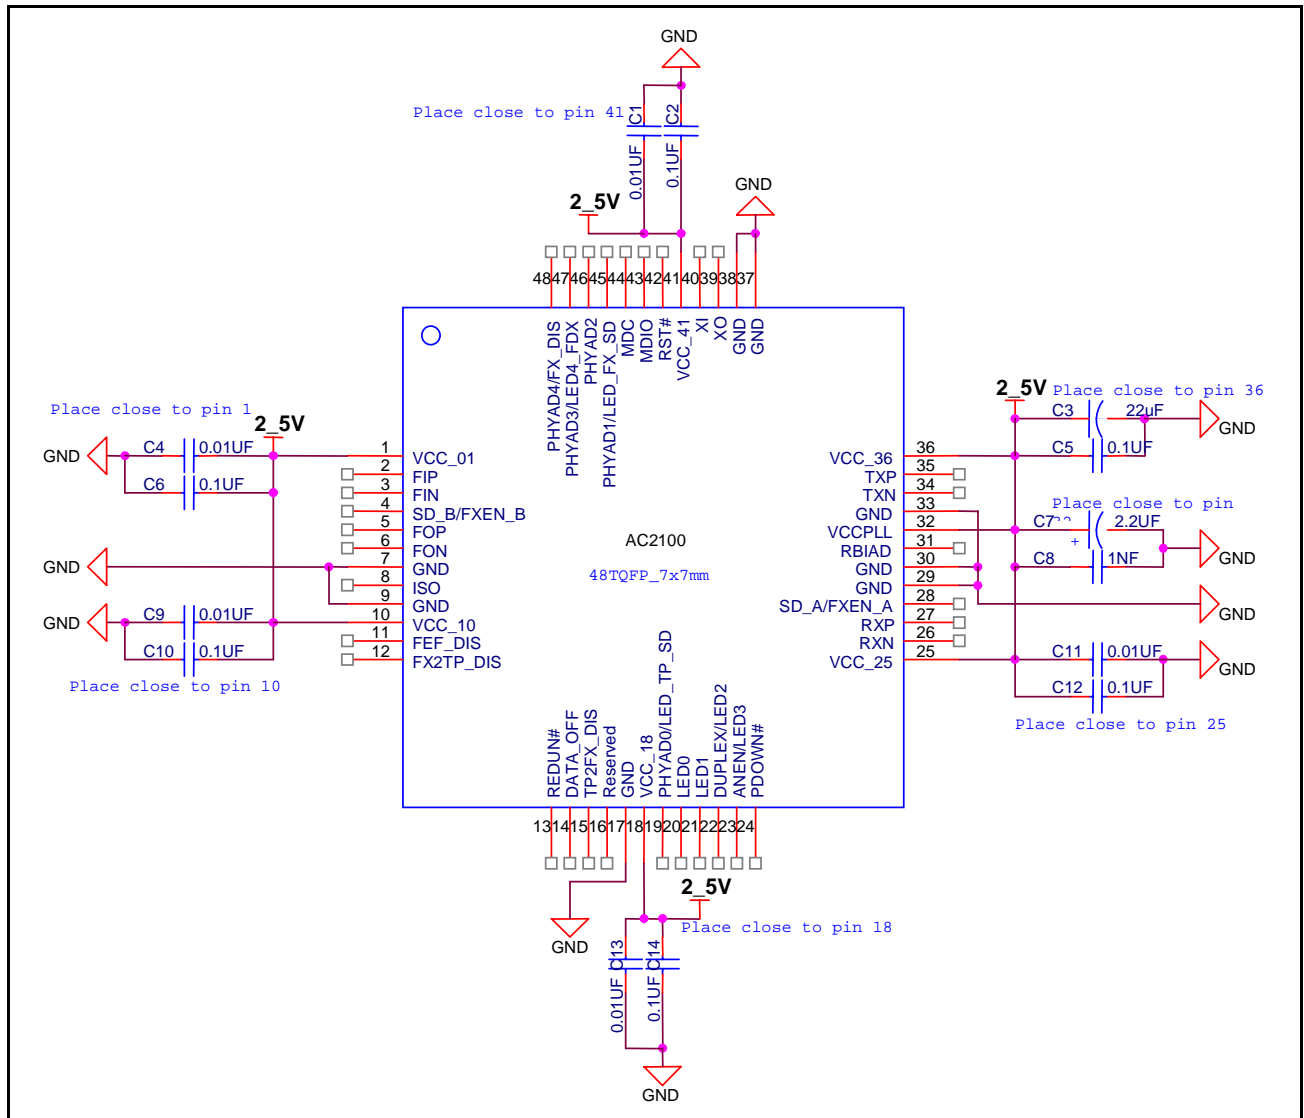 GND
Place close to pin 41
C1
C2
0.01UF
0.1UF
GND
2_5V
48 47 46 45 44 43 42 41 40 39 38 37
PHYAD4/FX_DIS
PHYAD3/LED4_FDX
PHYAD2
PHYAD1/LED_FX_SD
MDC
MDIO
RST#
VCC_41
XI
XO
GND
GND
Place close to pin 1
2_5V
GND
C4 0.01UF
C6 0.1UF
GND
GND
C9 0.01UF
C10 0.1UF
Place close to pin 10
1 VCC_01
2 FIP
3 FIN
4 SD_B/FXEN_B
5 FOP
6 FON
7 GND
8 ISO
9 GND
10 VCC_10
11 FEF_DIS
12 FX2TP_DIS
AC2100
48TQFP_7x7mm
VCC_36 36
TXP 35
TXN 34
GND 33
VCCPLL 32
RBIAD 31
GND 30
GND 29
SD_A/FXEN_A 28
RXP 27
RXN 26
VCC_25 25
2_5V
Place close to pin 36
C3 22uF
GND
C5 0.1UF
Place close to pin
C7 2.2UF
+
C8 1NF
GND
GND
C11 0.01UF
GND
C12 0.1UF
Place close to pin 25
REDUN#
DATA_OFF
TP2FX_DIS
Reserved
GND
VCC_18
PHYAD0/LED_TP_SD
LED0
LED1
DUPLEX/LED2
ANEN/LED3
PDOWN#
13 14 15 16 17 18 19 20 21 22 23 24
2_5V
Place close to pin 18
GND
C13
C14
0.01UF
0.1UF
GND